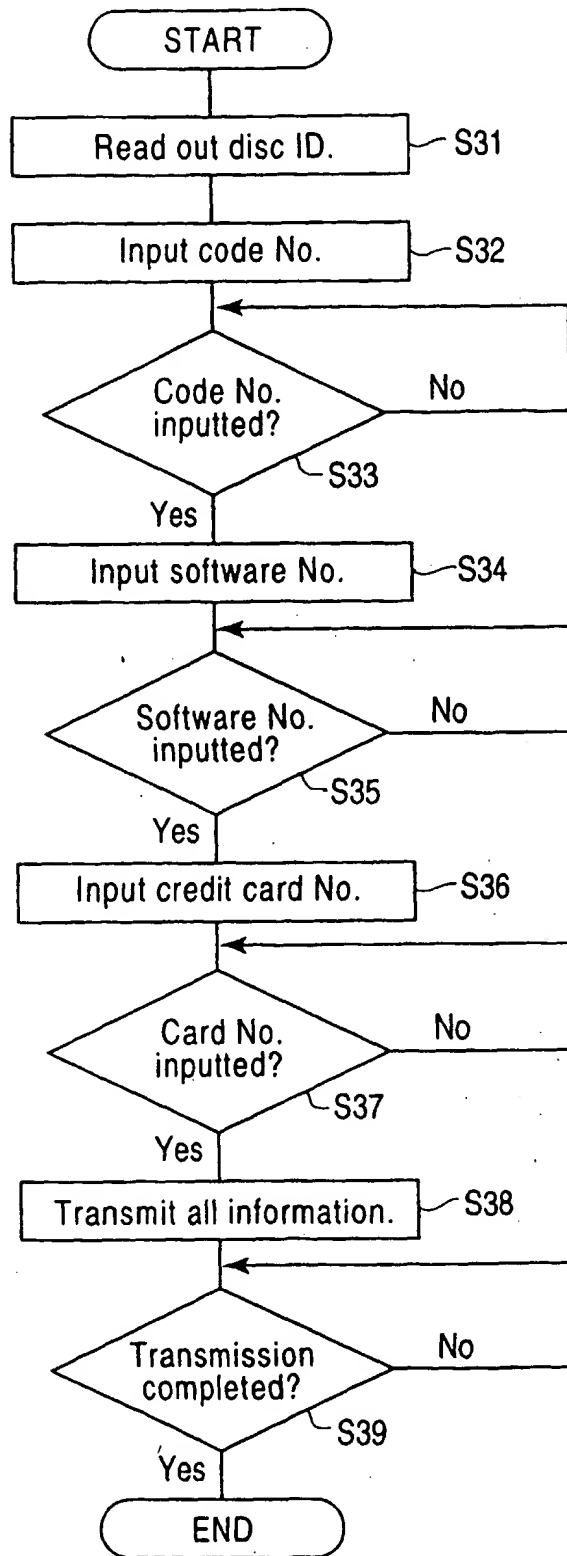 START
Read out disc ID.
S31
Input code No.
S32
Code No.
inputted?
No
S33
Yes
Input software No.
S34
Software No.
inputted?
No
S35
Yes
Input credit card No.
S36
Card No.
inputted?
No
S37
Yes
Transmit all information.
S38
Transmission
completed?
No
S39
Yes
END